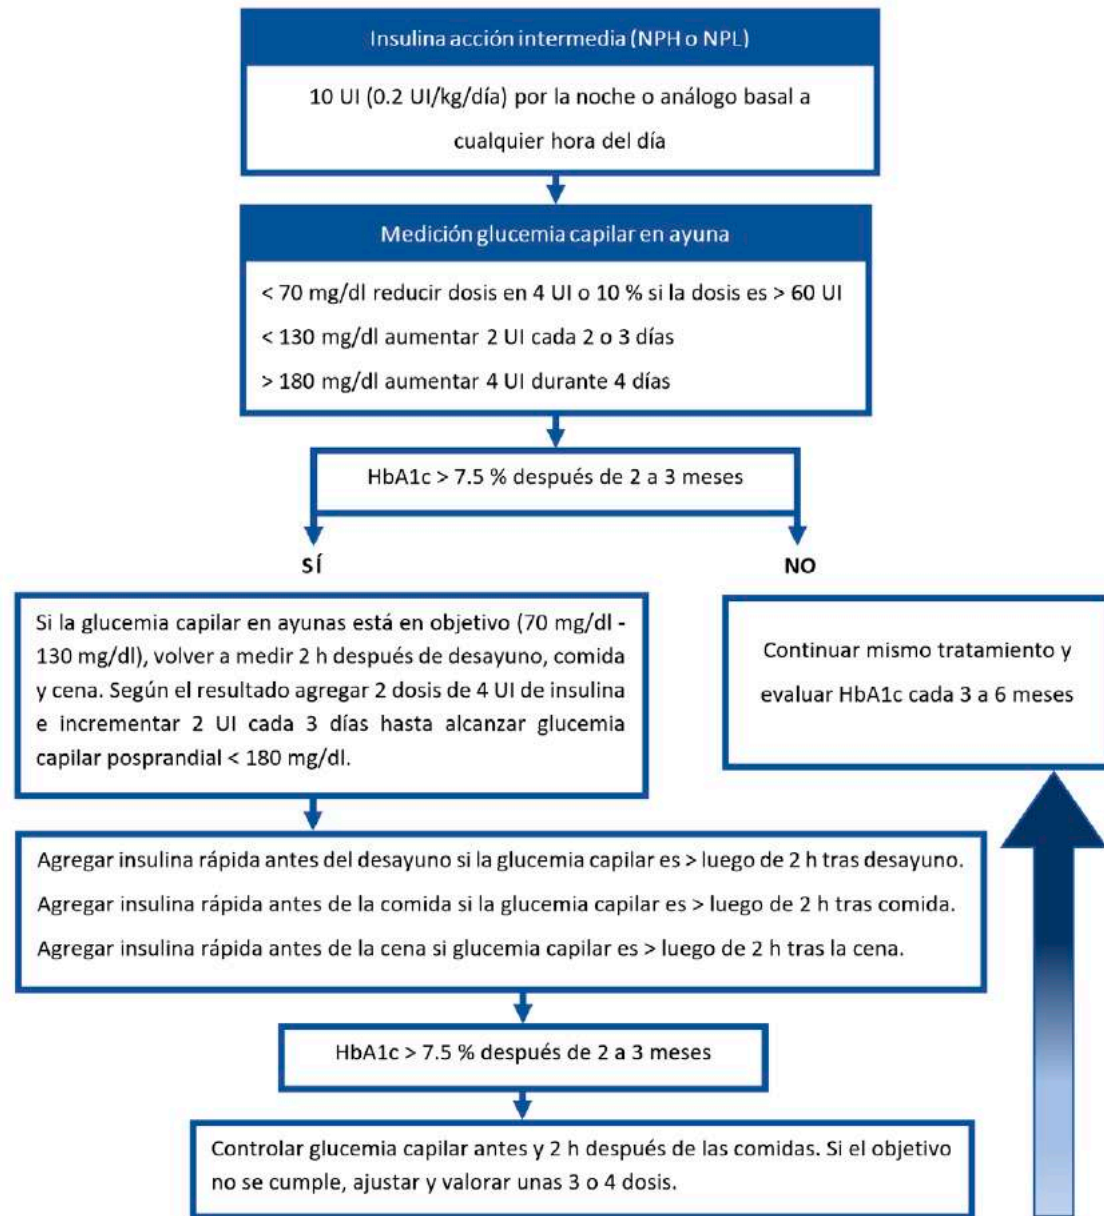 Insulina acción intermedia (NPH o NPL)
10 UI (0.2 UI/kg/día) por la noche o análogo basal a
cualquier hora del día
Medición glucemia capilar en ayuna
< 70 mg/dl reducir dosis en 4 UI o 10 % si la dosis es > 60 UI
< 130 mg/dl aumentar 2 UI cada 2 o 3 días
> 180 mg/dl aumentar 4 UI durante 4 días
HbA1c > 7.5 % después de 2 a 3 meses
SÍ
NO
Si la glucemia capilar en ayunas está en objetivo (70 mg/dl -
130 mg/dl), volver a medir 2 h después de desayuno, comida
y cena. Según el resultado agregar 2 dosis de 4 UI de insulina
e incrementar 2 UI cada 3 días hasta alcanzar glucemia
capilar posprandial < 180 mg/dl.
Continuar mismo tratamiento y
evaluar HbA1c cada 3 a 6 meses
Agregar insulina rápida antes del desayuno si la glucemia capilar es > luego de 2 h tras desayuno.
Agregar insulina rápida antes de la comida si la glucemia capilar es > luego de 2 h tras comida.
Agregar insulina rápida antes de la cena si glucemia capilar es > luego de 2 h tras la cena.
HbA1c > 7.5 % después de 2 a 3 meses
Controlar glucemia capilar antes y 2 h después de las comidas. Si el objetivo
no se cumple, ajustar y valorar unas 3 o 4 dosis.